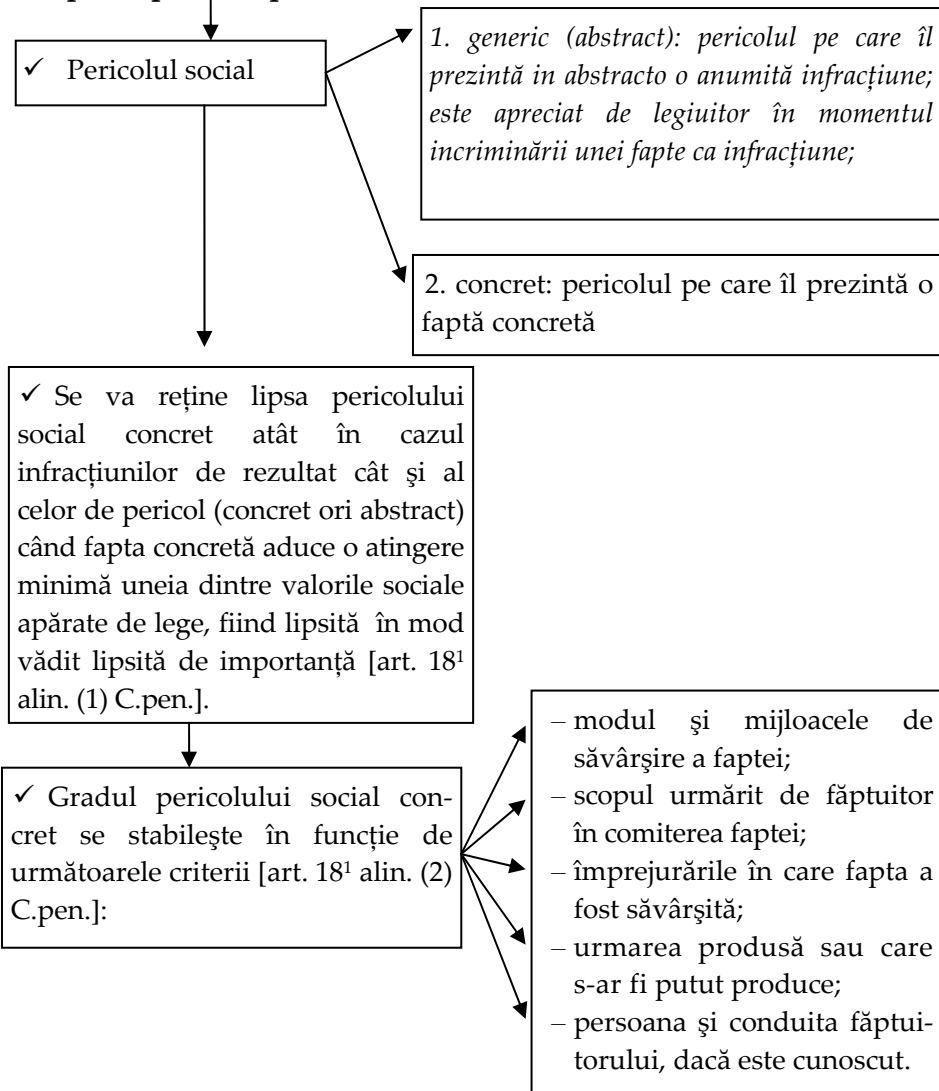 ✓ Pericolul social
1. generic (abstract): pericolul pe care îl
prezintă in abstracto o anumită infracţiune;
este apreciat de legiuitor în momentul
incriminării unei fapte ca infracţiune;
2. concret: pericolul pe care îl prezintă o
faptă concretă
✓ Se va reţine lipsa pericolului
social concret atât în cazul
infracţiunilor de rezultat cât şi al
celor de pericol (concret ori abstract)
când fapta concretă aduce o atingere
minimă uneia dintre valorile sociale
apărate de lege, fiind lipsită în mod
vădit lipsită de importanţă [art. 18¹
alin. (1) C.pen.].
✓ Gradul pericolului social con-
cret se stabileşte în funcţie de
următoarele criterii [art. 18¹ alin. (2)
C.pen.]:
– modul şi mijloacele de
săvârşire a faptei;
– scopul urmărit de făptuitor
în comiterea faptei;
– împrejurările în care fapta a
fost săvârşită;
– urmarea produsă sau care
s-ar fi putut produce;
– persoana şi conduita făptui-
torului, dacă este cunoscut.